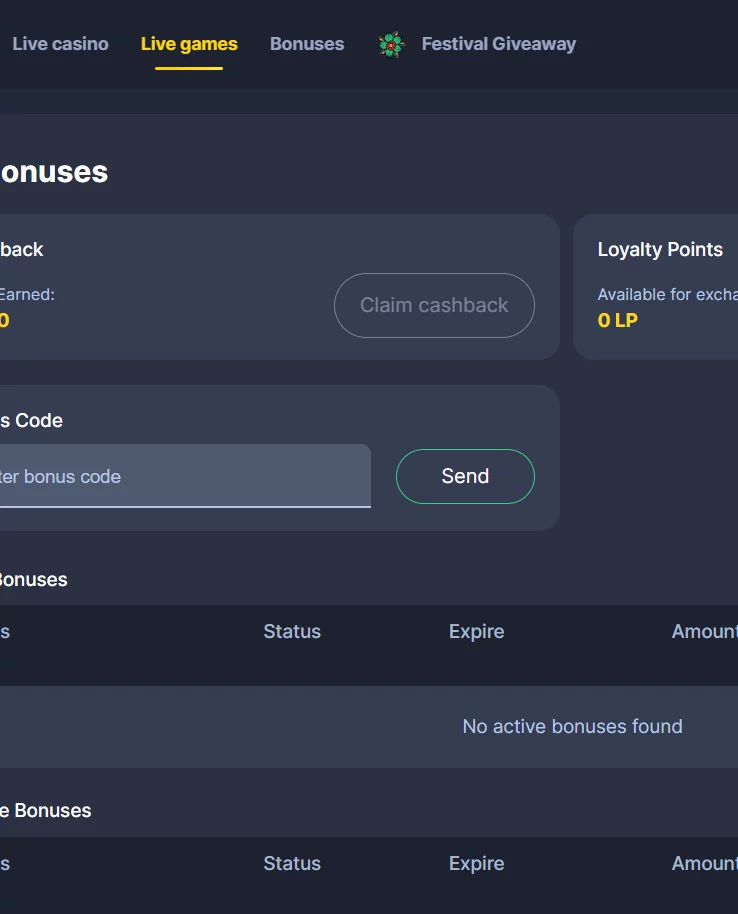 Live casino Live games Bonuses Festival Giveaway
onuses
back
Loyalty Points
Earned:
Claim cashback
Available for excha
0
0 LP
s Code
ter bonus code
Send
Bonuses
s Status Expire Amount
No active bonuses found
e Bonuses
s Status Expire Amount